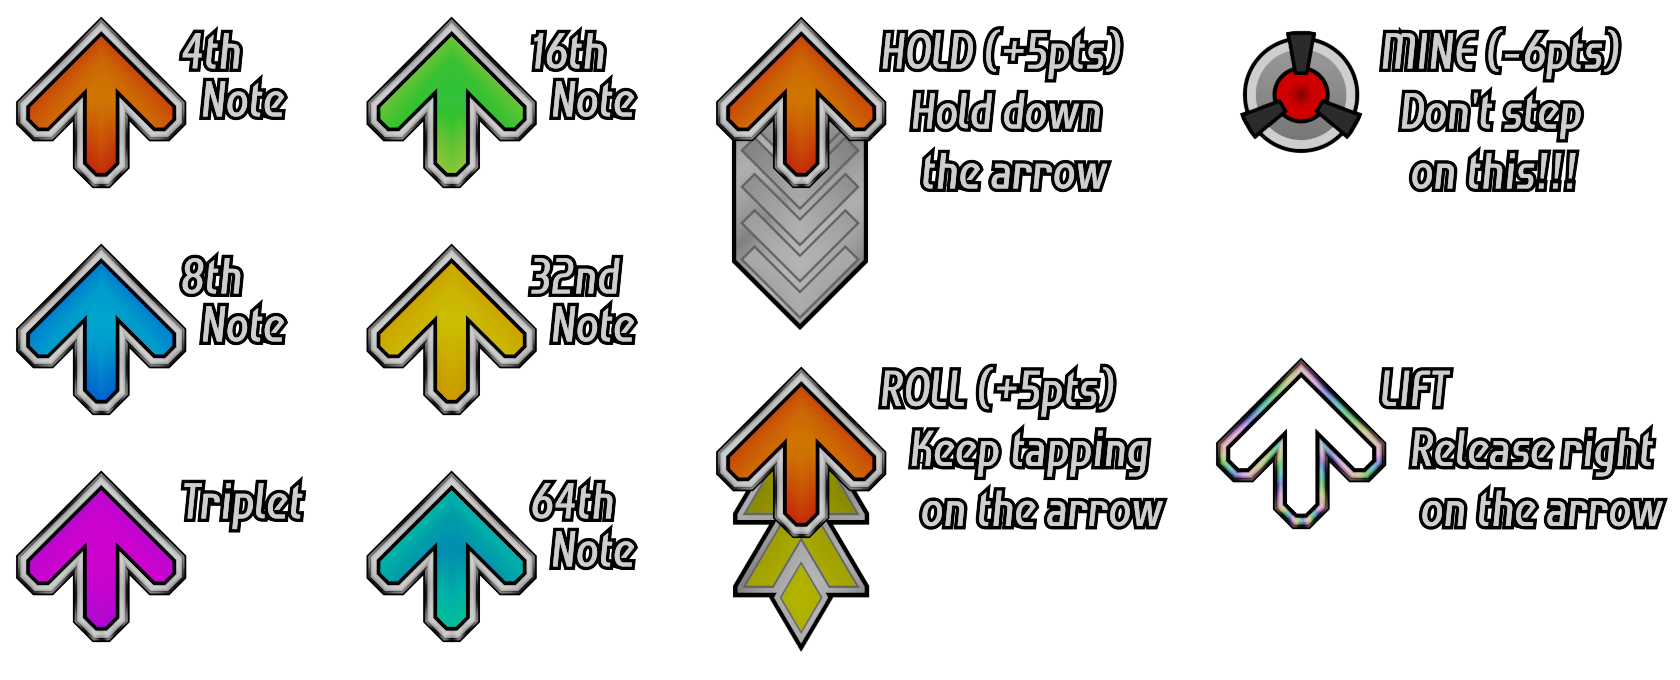 4th
Note
8th
Note
Triplet
16th
Note
32nd
Note
64th
Note
HOLD (+5pts)
Hold down
the arrow
ROLL (+5pts)
Keep tapping
on the arrow
MINE (-6pts)
Don't step
on this!!!
LIFT
Release right
on the arrow